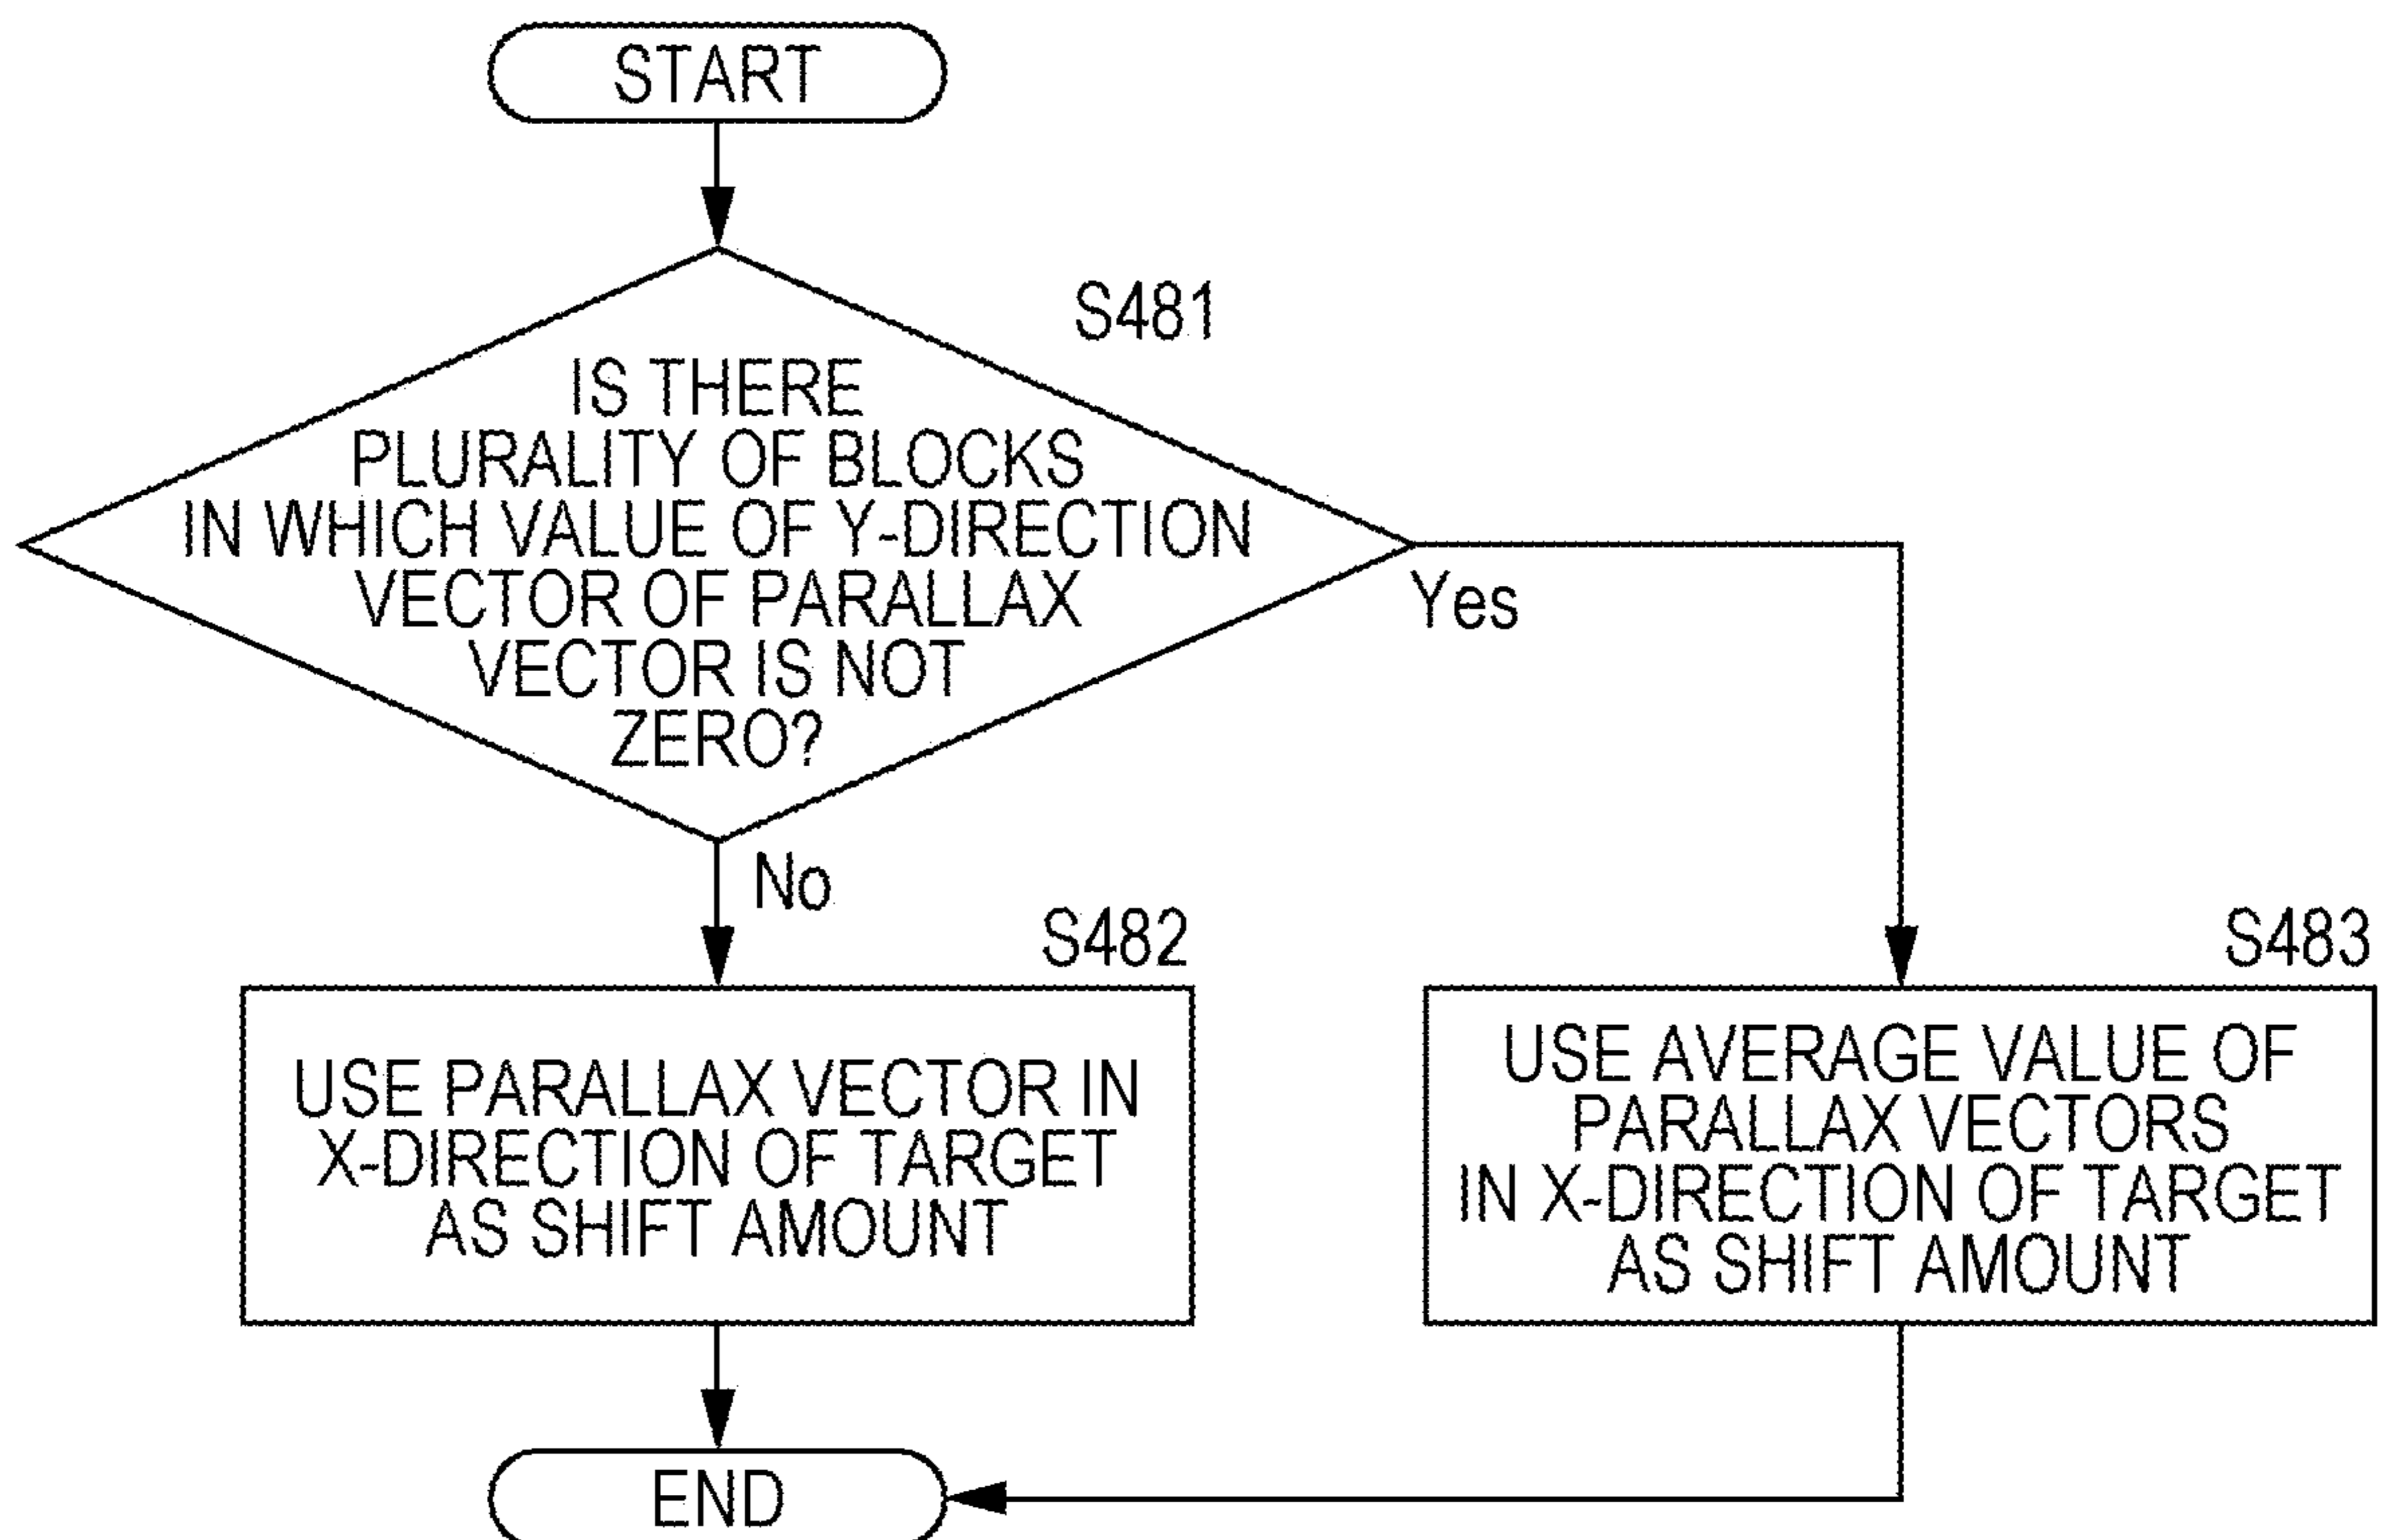 START
S481
IS THERE
PLURALITY OF BLOCKS
IN WHICH VALUE OF Y-DIRECTION
VECTOR OF PARALLAX
VECTOR IS NOT
ZERO?
Yes
No
S482
USE PARALLAX VECTOR IN
X-DIRECTION OF TARGET
AS SHIFT AMOUNT
S483
USE AVERAGE VALUE OF
PARALLAX VECTORS
IN X-DIRECTION OF TARGET
AS SHIFT AMOUNT
END